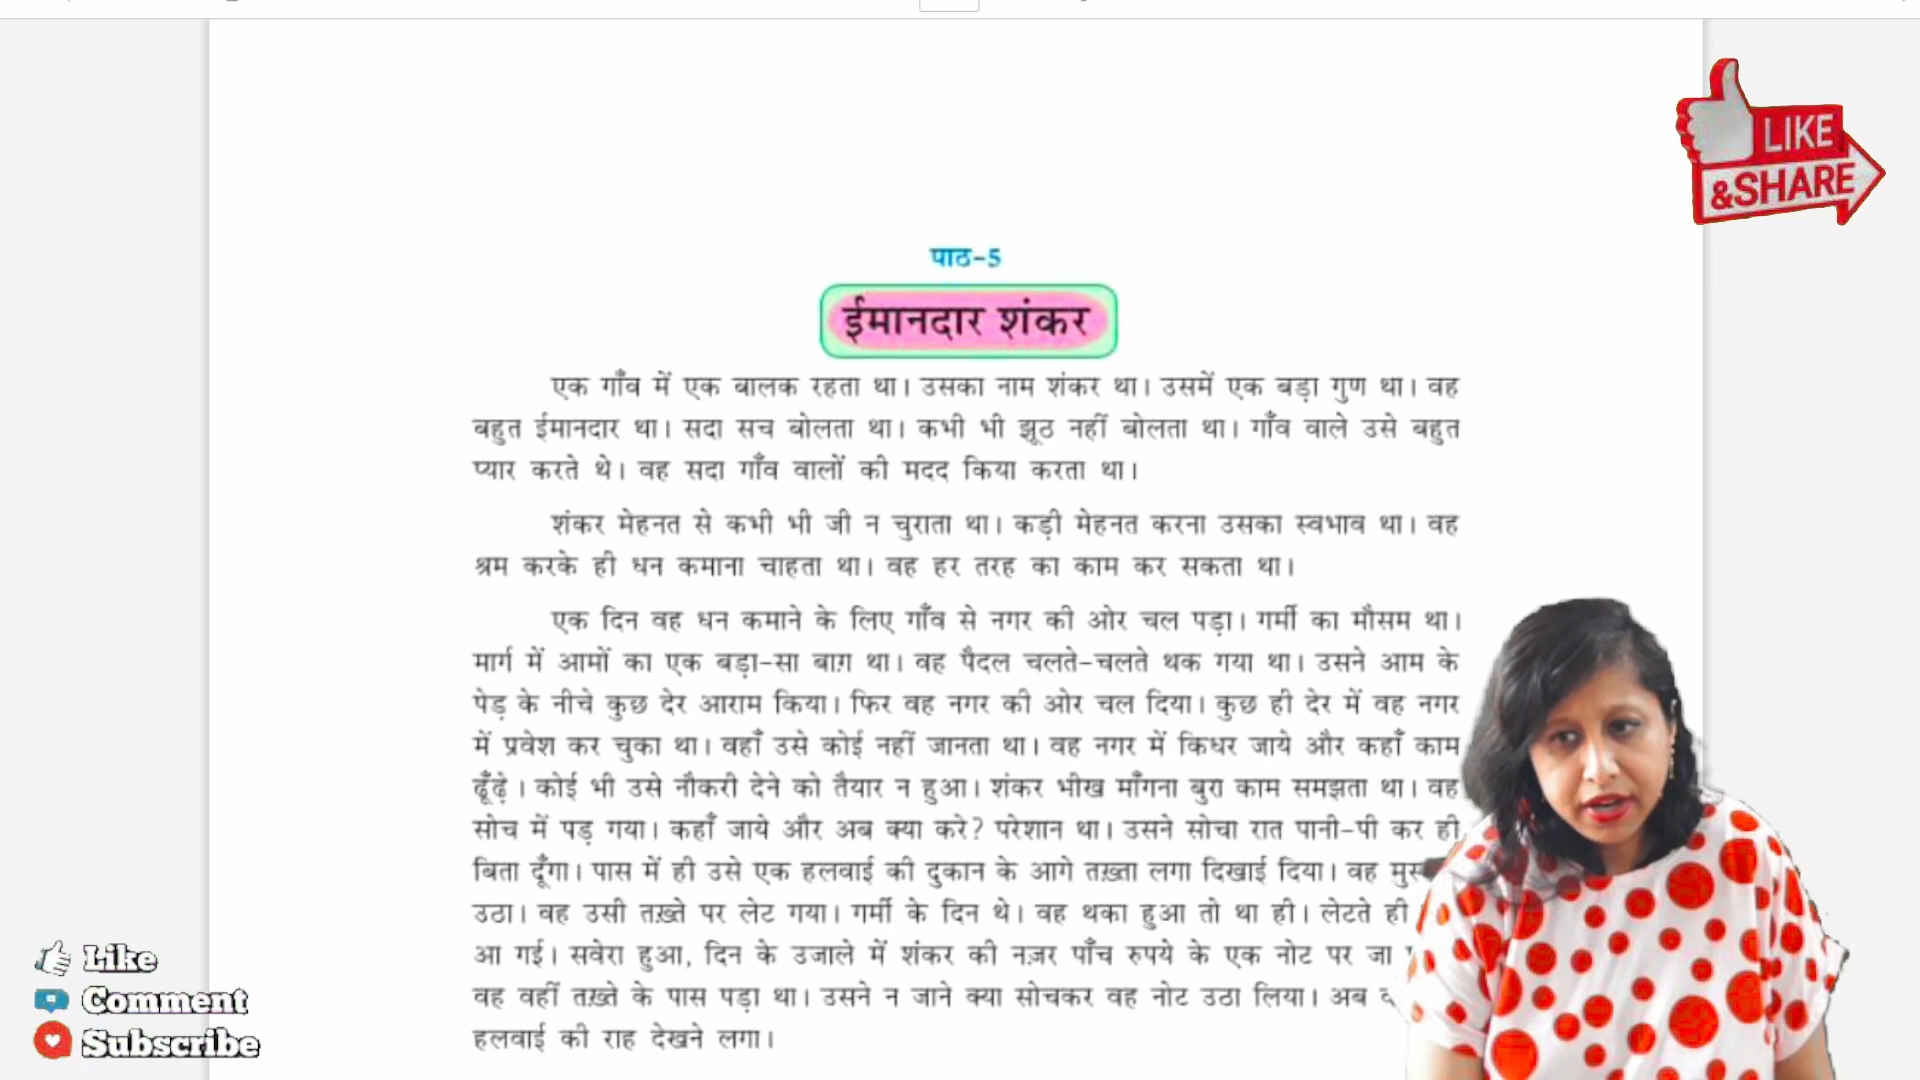 LIKE
&SHARE
पाठ-5
ईमानदार शंकर
एक गाँव में एक बालक रहता था। उसका नाम शंकर था। उसमें एक बड़ा गुण था। वह
बहुत ईमानदार था। सदा सच बोलता था। कभी भी झूठ नहीं बोलता था। गाँव वाले उसे बहुत
प्यार करते थे। वह सदा गाँव वालों की मदद किया करता था।
शंकर मेहनत से कभी भी जी न चुराता था। कड़ी मेहनत करना उसका स्वभाव था। वह
श्रम करके ही धन कमाना चाहता था। वह हर तरह का काम कर सकता था।
एक दिन वह धन कमाने के लिए गाँव से नगर की ओर चल पड़ा। गर्मी का मौसम था।
मार्ग में आमों का एक बड़ा-सा बाग़ था। वह पैदल चलते-चलते थक गया था। उसने आम के
पेड़ के नीचे कुछ देर आराम किया। फिर वह नगर की ओर चल दिया। कुछ ही देर में वह नगर
में प्रवेश कर चुका था। वहाँ उसे कोई नहीं जानता था। वह नगर में किधर जाये और कहाँ काम
ढूँढ़े। कोई भी उसे नौकरी देने को तैयार न हुआ। शंकर भीख माँगना बुरा काम समझता था। वह
सोच में पड़ गया। कहाँ जाये और अब क्या करे? परेशान था। उसने सोचा रात पानी-पी कर ही
बिता दूँगा। पास में ही उसे एक हलवाई की दुकान के आगे तख़्ता लगा दिखाई दिया। वह
उठा। वह उसी तख़्ते पर लेट गया। गर्मी के दिन थे। वह थका हुआ तो था ही। लेटते ही
आ गई। सवेरा हुआ, दिन के उजाले में शंकर की नज़र पाँच रुपये के एक नोट पर जा
वह वहीं तख़्ते के पास पड़ा था। उसने न जाने क्या सोचकर वह नोट उठा लिया। अब
हलवाई की राह देखने लगा।
Like
Comment
Subscribe